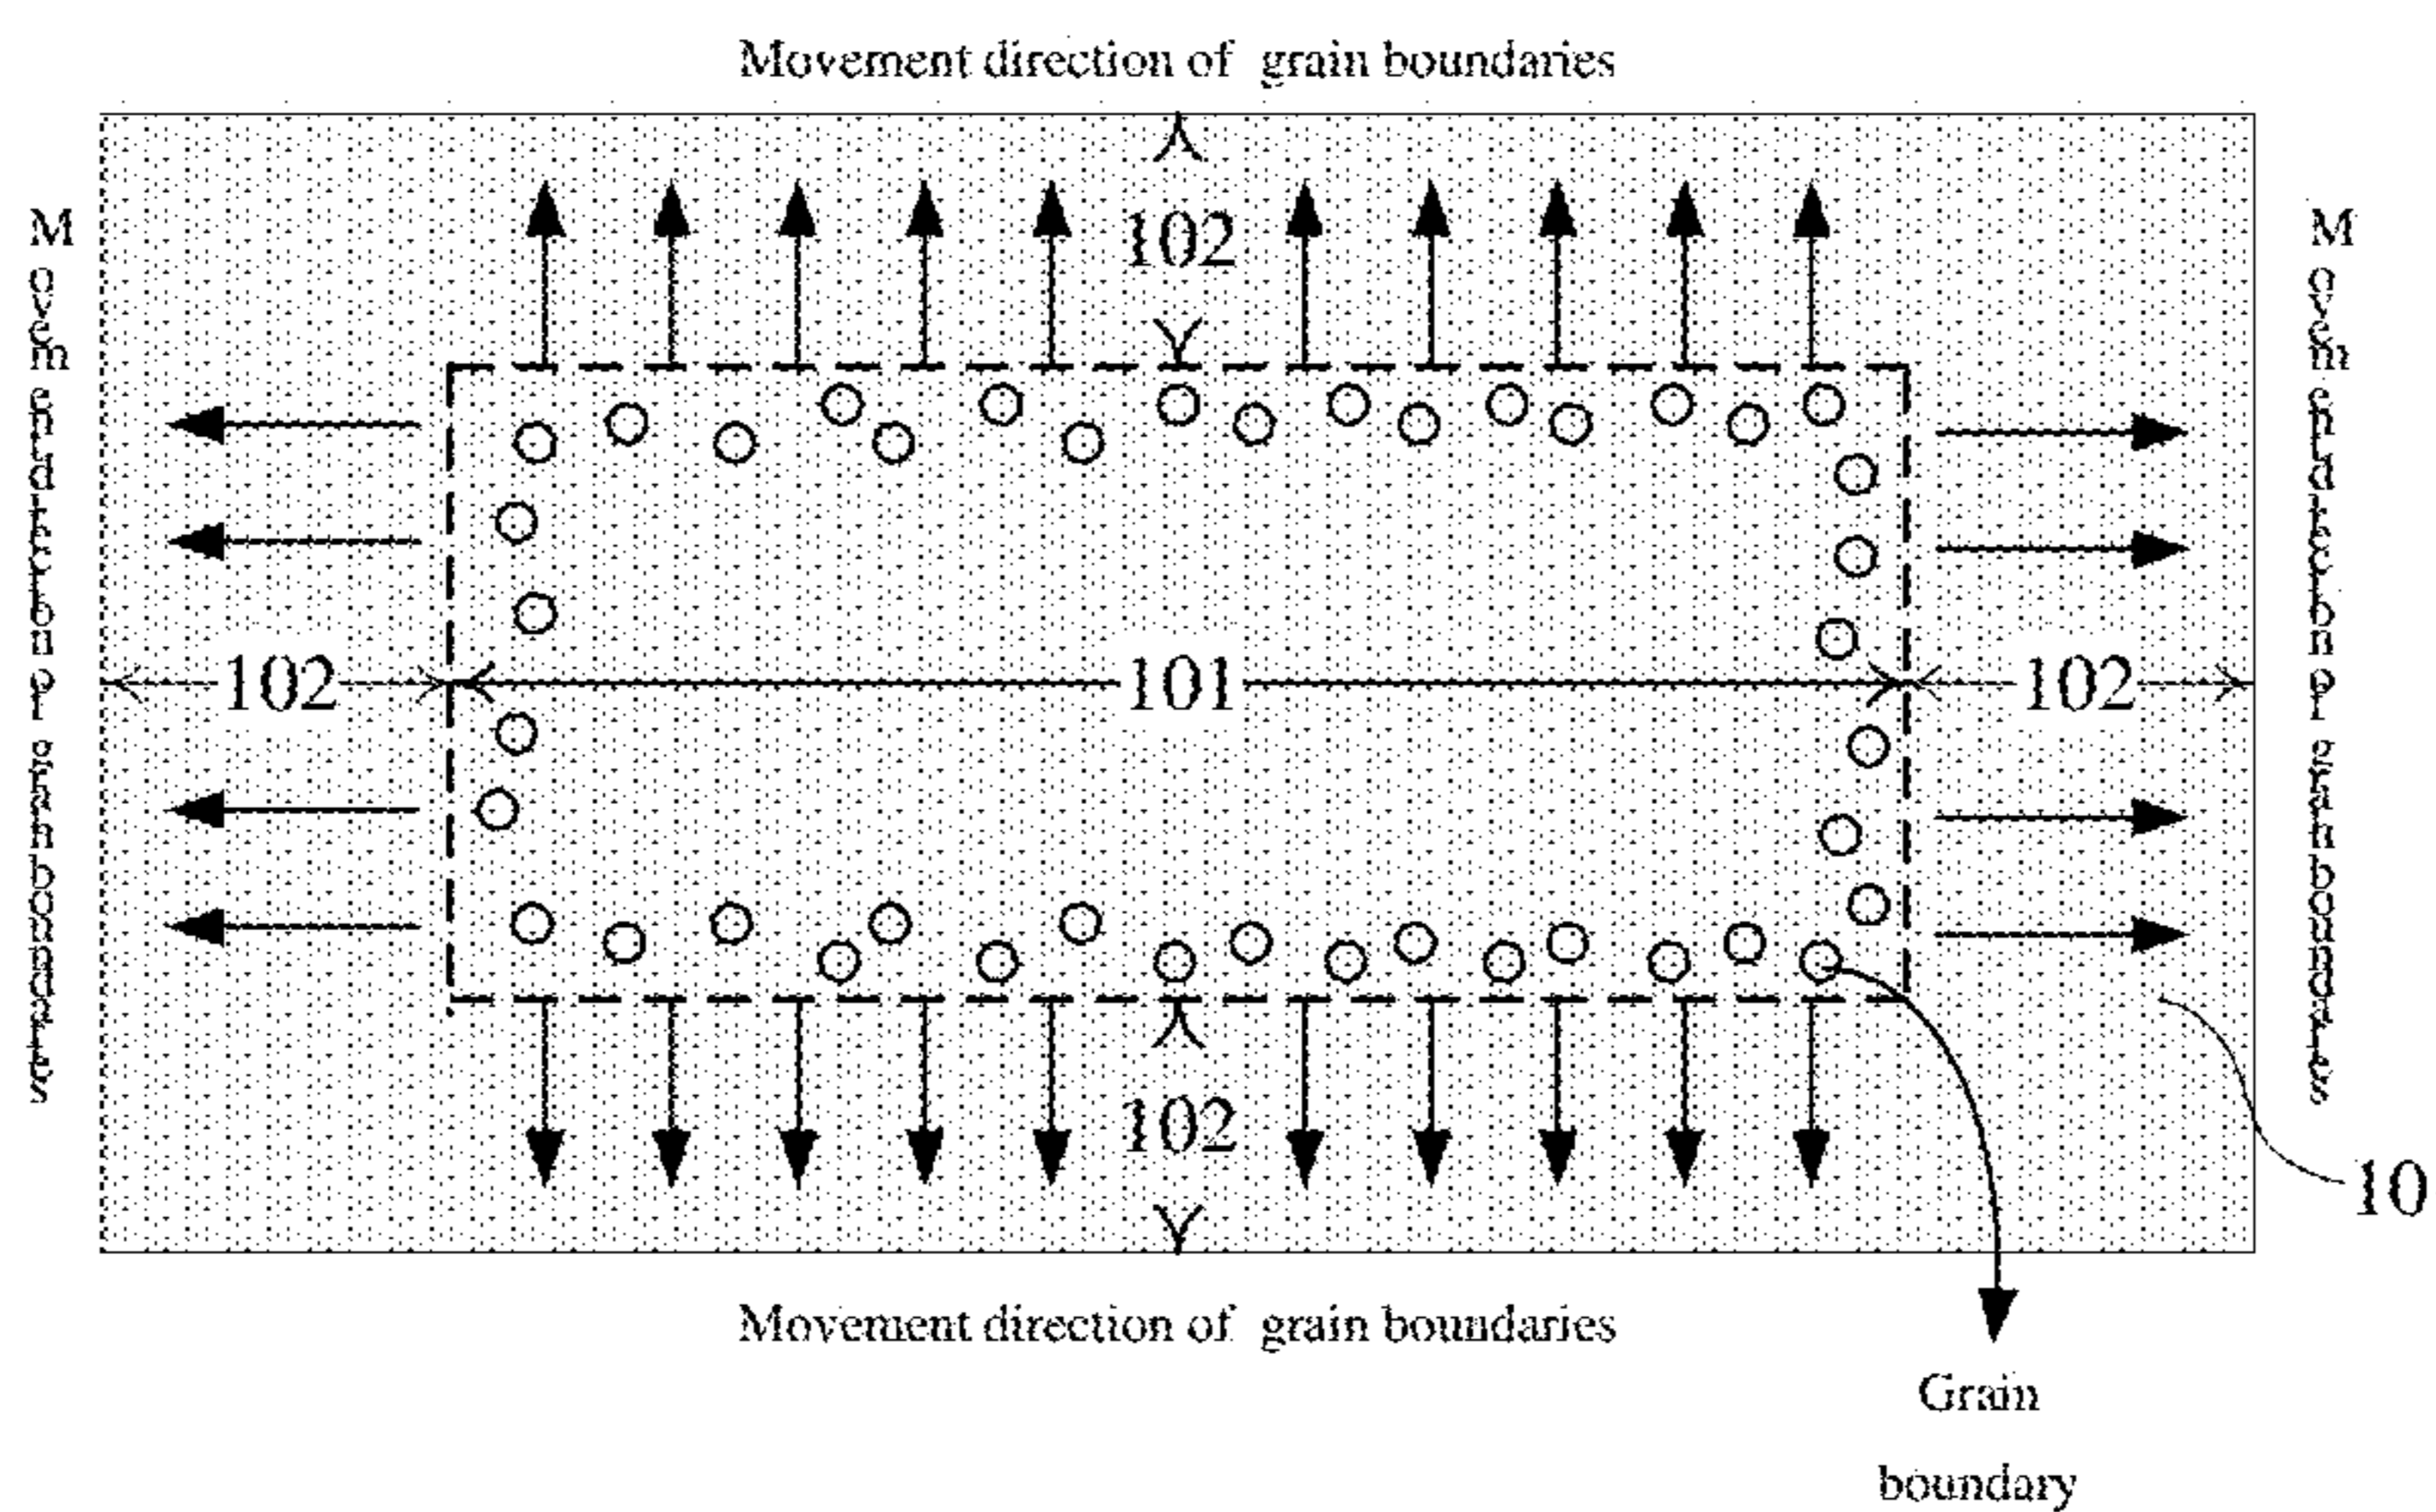 Movement direction of grain boundaries
102
Movement direction of grain boundaries
102
101
102
Movement direction of grain boundaries
102
10
Movement direction of grain boundaries
Grain
boundary